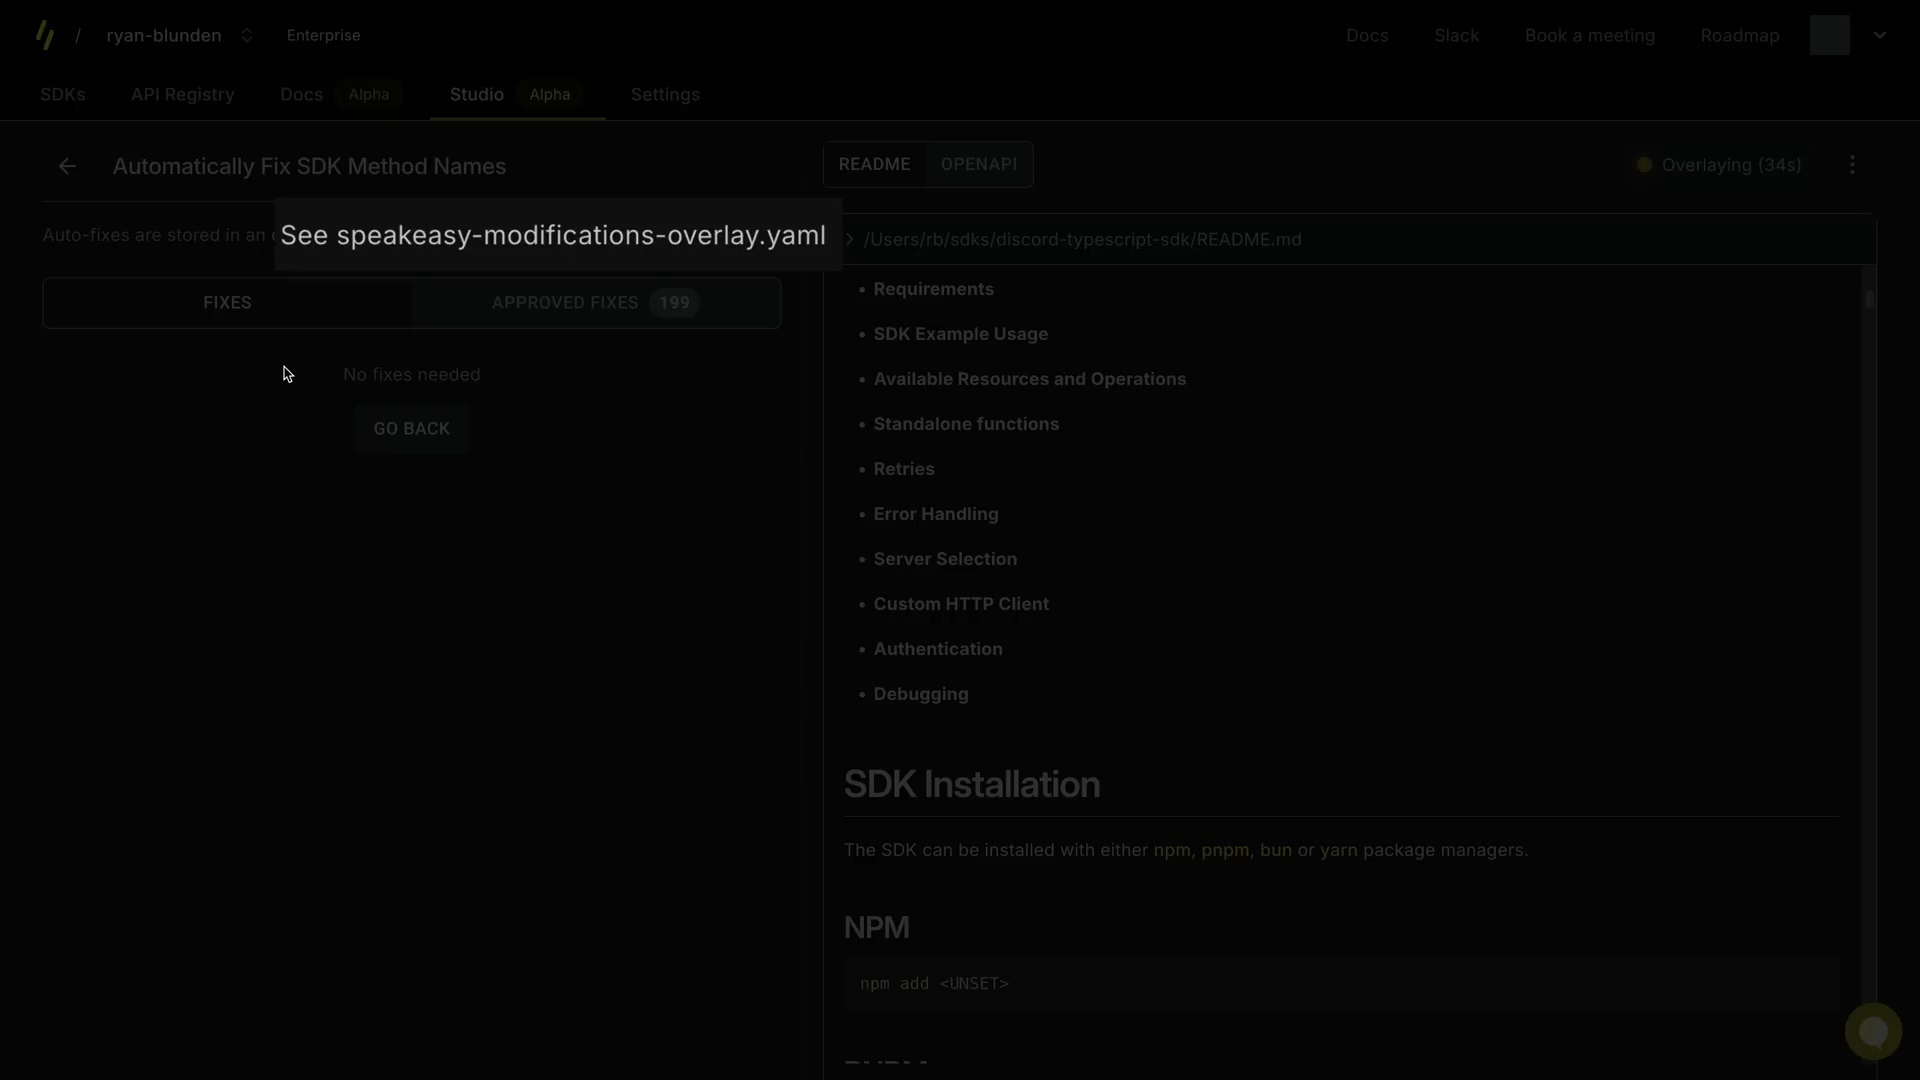 / ryan-blunden Enterprise
Docs Slack Book a meeting Roadmap
SDKs API Registry Docs Alpha Studio Alpha Settings
Automatically Fix SDK Method Names
Auto-fixes are stored in an
See speakeasy-modifications-overlay.yaml
FIXES APPROVED FIXES 199
No fixes needed
GO BACK
README OPENAPI
Overlaying (34s)
/Users/rb/sdks/discord-typescript-sdk/README.md
• Requirements
• SDK Example Usage
• Available Resources and Operations
• Standalone functions
• Retries
• Error Handling
• Server Selection
• Custom HTTP Client
• Authentication
• Debugging
SDK Installation
The SDK can be installed with either npm, pnpm, bun or yarn package managers.
NPM
npm add <UNSET>